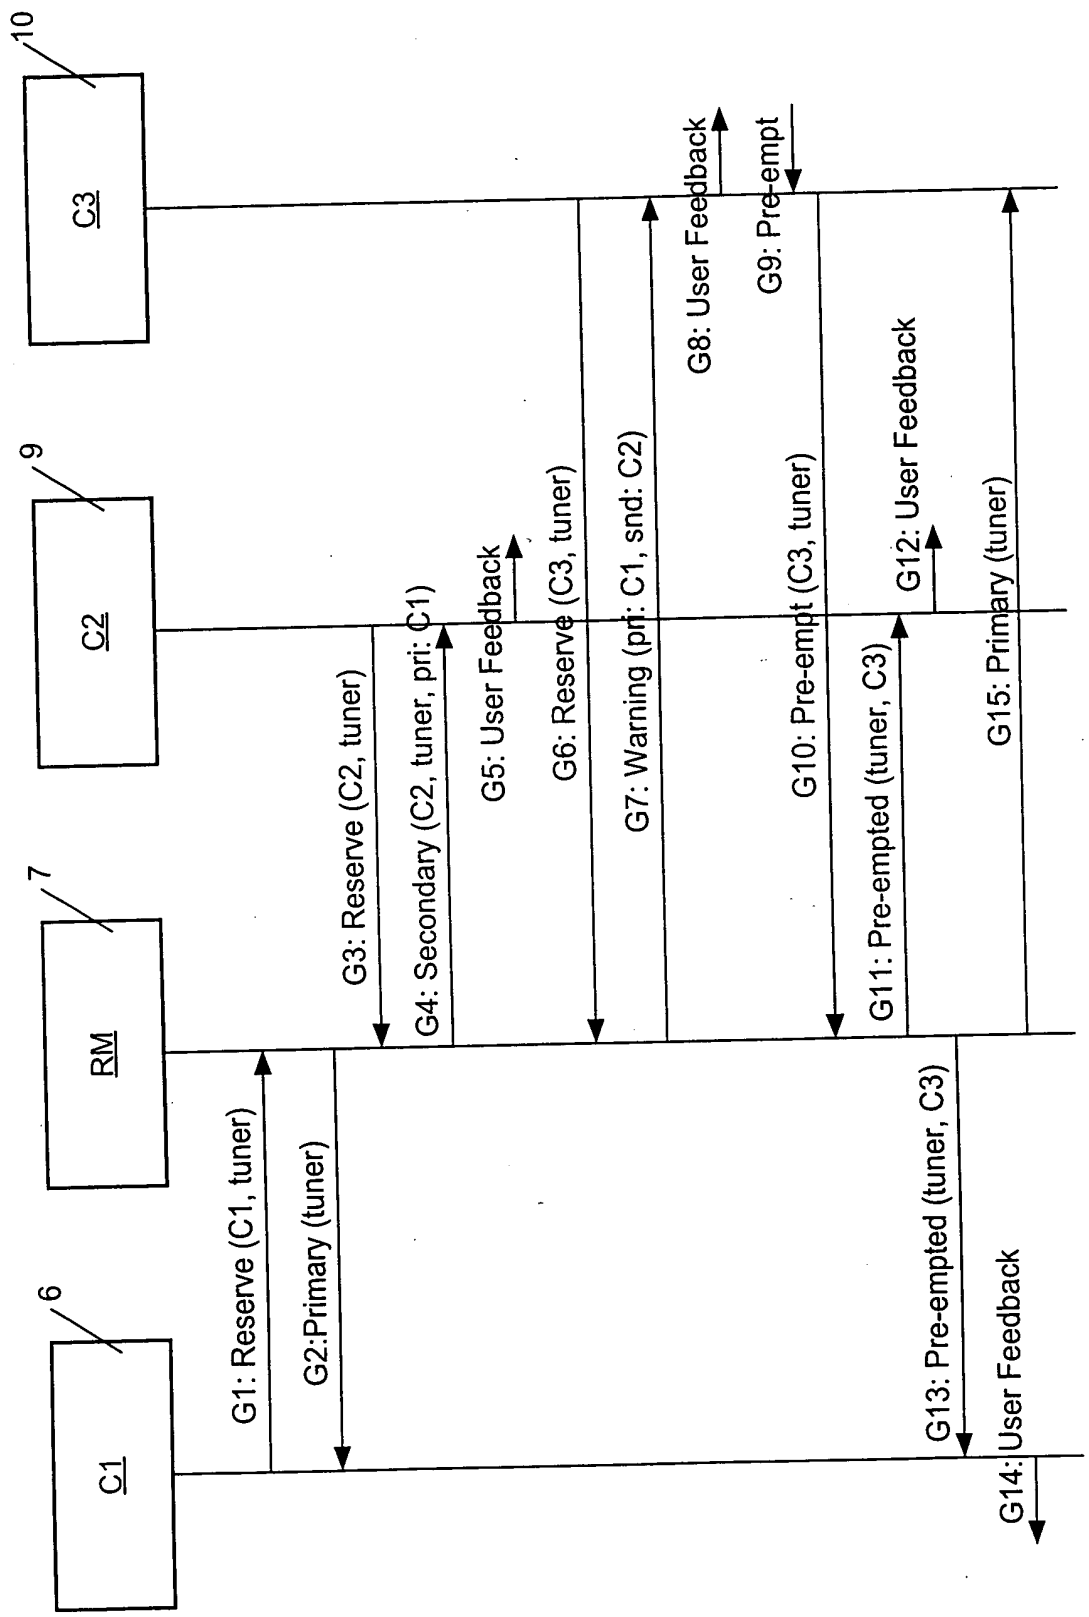 C1
6
RM
7
C2
9
C3
10
G1: Reserve (C1, tuner)
G2:Primary (tuner)
G3: Reserve (C2, tuner)
G4: Secondary (C2, tuner, pri: C1)
G5: User Feedback
G6: Reserve (C3, tuner)
G7: Warning (pri: C1, snd: C2)
G8: User Feedback
G9: Pre-empt
G10: Pre-empt (C3, tuner)
G11: Pre-empted (tuner, C3)
G12: User Feedback
G13: Pre-empted (tuner, C3)
G14: User Feedback
G15: Primary (tuner)